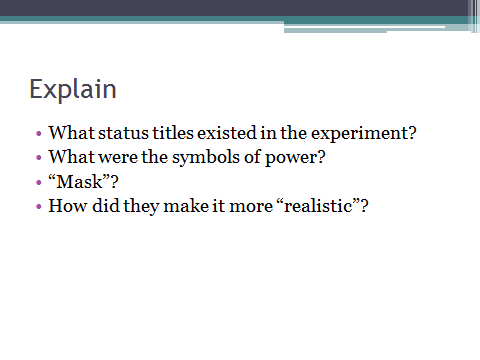 Explain
• What status titles existed in the experiment?
• What were the symbols of power?
• “Mask”?
• How did they make it more “realistic”?